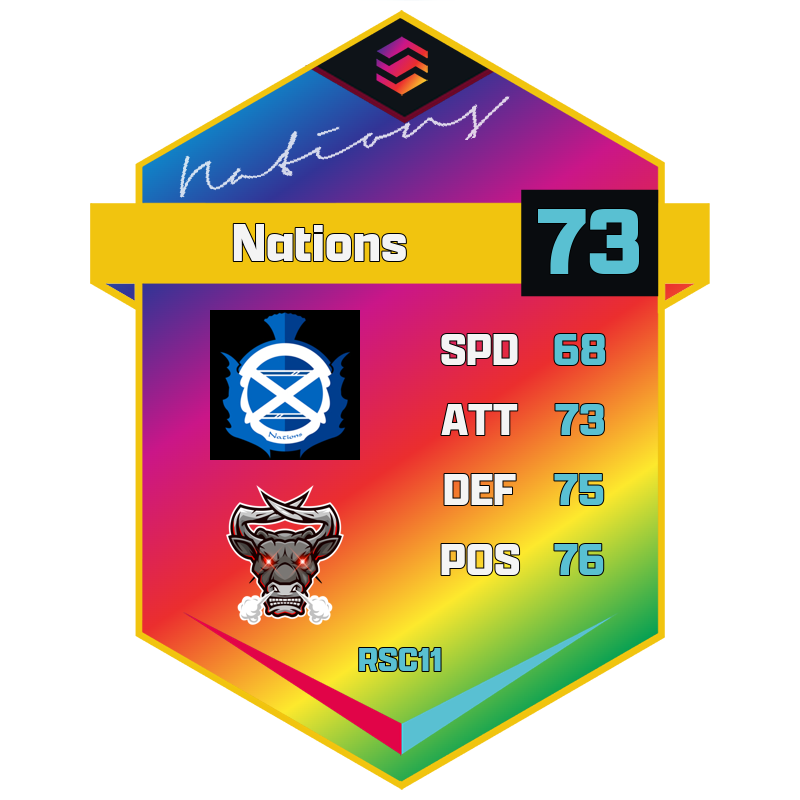 Nations
Nations 73
SPD 68
ATT 73
Nations
DEF 75
POS 76
RSC11